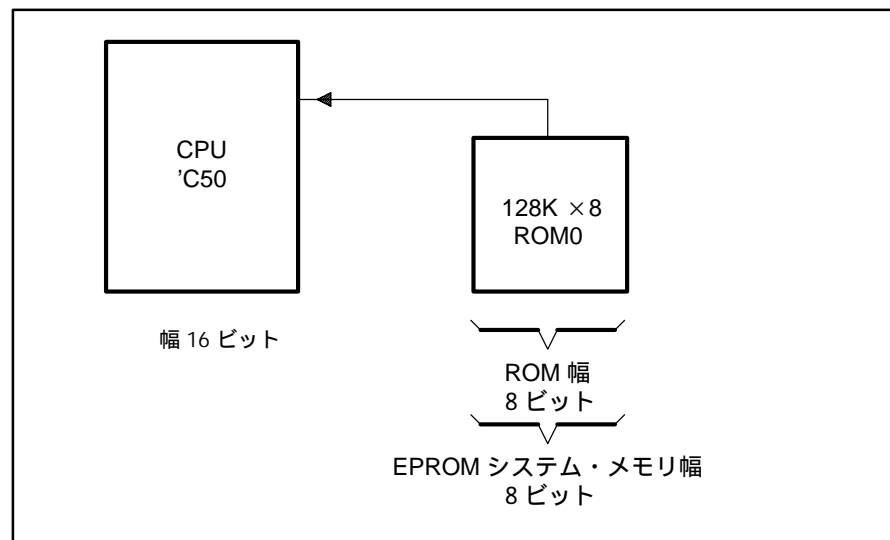 CPU
’C50
128K ×8
ROM0
幅 16 ビット
ROM 幅
8 ビット
EPROM システム・メモリ幅
8 ビット